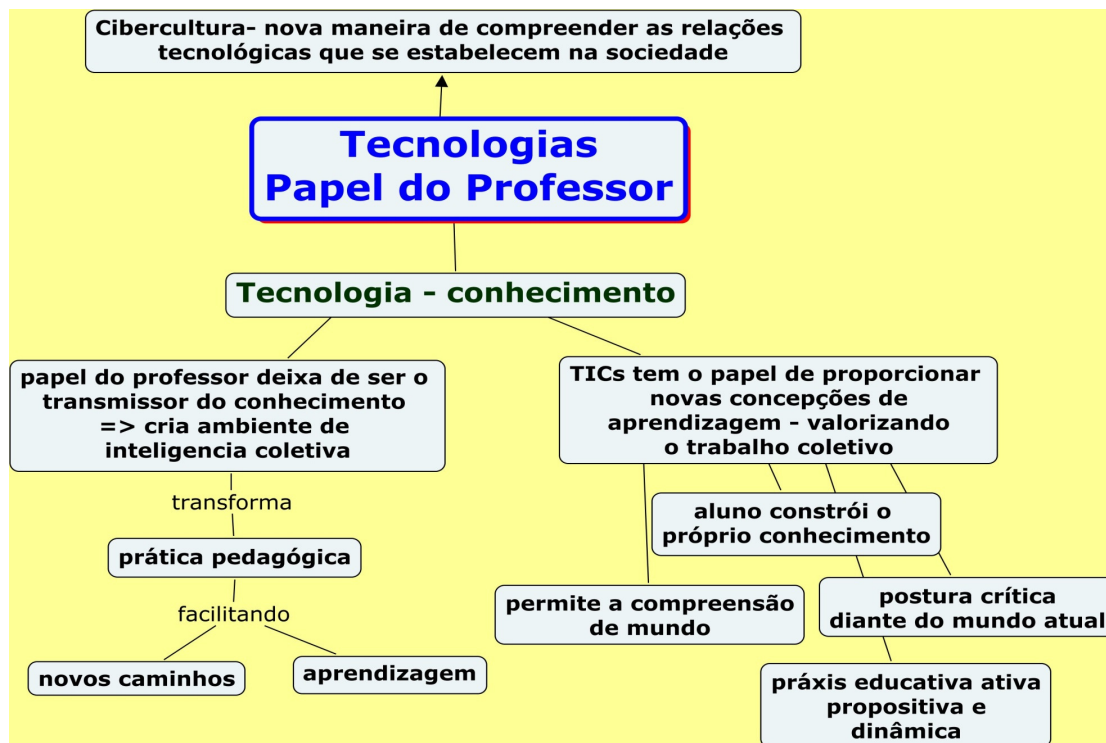 Cibercultura- nova maneira de compreender as relações
tecnológicas que se estabelecem na sociedade
Tecnologias
Papel do Professor
Tecnologia - conhecimento
papel do professor deixa de ser o
transmissor do conhecimento
=> cria ambiente de
inteligencia coletiva
transforma
prática pedagógica
facilitando
novos caminhos
aprendizagem
TICs tem o papel de proporcionar
novas concepções de
aprendizagem - valorizando
o trabalho coletivo
aluno constrói o
próprio conhecimento
permite a compreensão
de mundo
postura crítica
diante do mundo atual
práxis educativa ativa
propositiva e
dinâmica